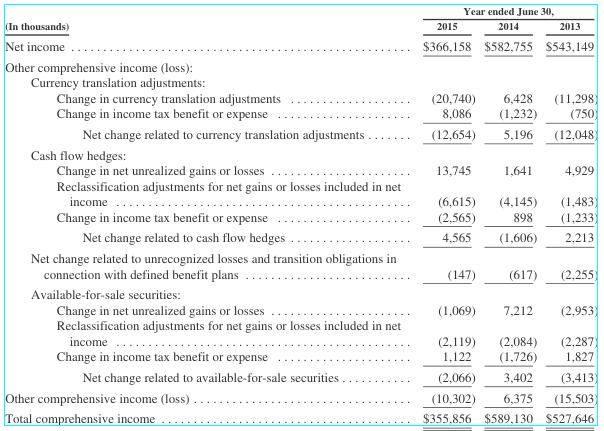 Year ended June 30,
(In thousands) 2015 2014 2013
Net income $366,158 $582,755 $543,149
Other comprehensive income (loss):
Currency translation adjustments:
Change in currency translation adjustments (20,740) 6,428 (11,298)
Change in income tax benefit or expense 8,086 (1,232) (750)
Net change related to currency translation adjustments (12,654) 5,196 (12,048)
Cash flow hedges:
Change in net unrealized gains or losses 13,745 1,641 4,929
Reclassification adjustments for net gains or losses included in net
income (6,615) (4,145) (1,483)
Change in income tax benefit or expense (2,565) 898 (1,233)
Net change related to cash flow hedges 4,565 (1,606) 2,213
Net change related to unrecognized losses and transition obligations in
connection with defined benefit plans (147) (617) (2,255)
Available-for-sale securities:
Change in net unrealized gains or losses (1,069) 7,212 (2,953)
Reclassification adjustments for net gains or losses included in net
income (2,119) (2,084) (2,287)
Change in income tax benefit or expense 1,122 (1,726) 1,827
Net change related to available-for-sale securities (2,066) 3,402 (3,413)
Other comprehensive income (loss) (10,302) 6,375 (15,503)
Total comprehensive income $355,856 $589,130 $527,646